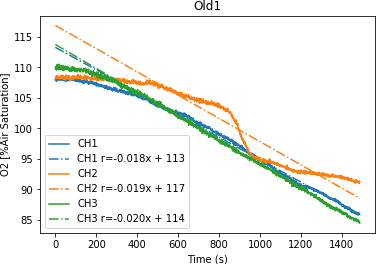 Old1
O2 [%Air Saturation]
115
110
105
100
95
90
85
CH1
CH1 r=-0.018x + 113
CH2
CH2 r=-0.019x + 117
CH3
CH3 r=-0.020x + 114
0 200 400 600 800 1000 1200 1400
Time (s)